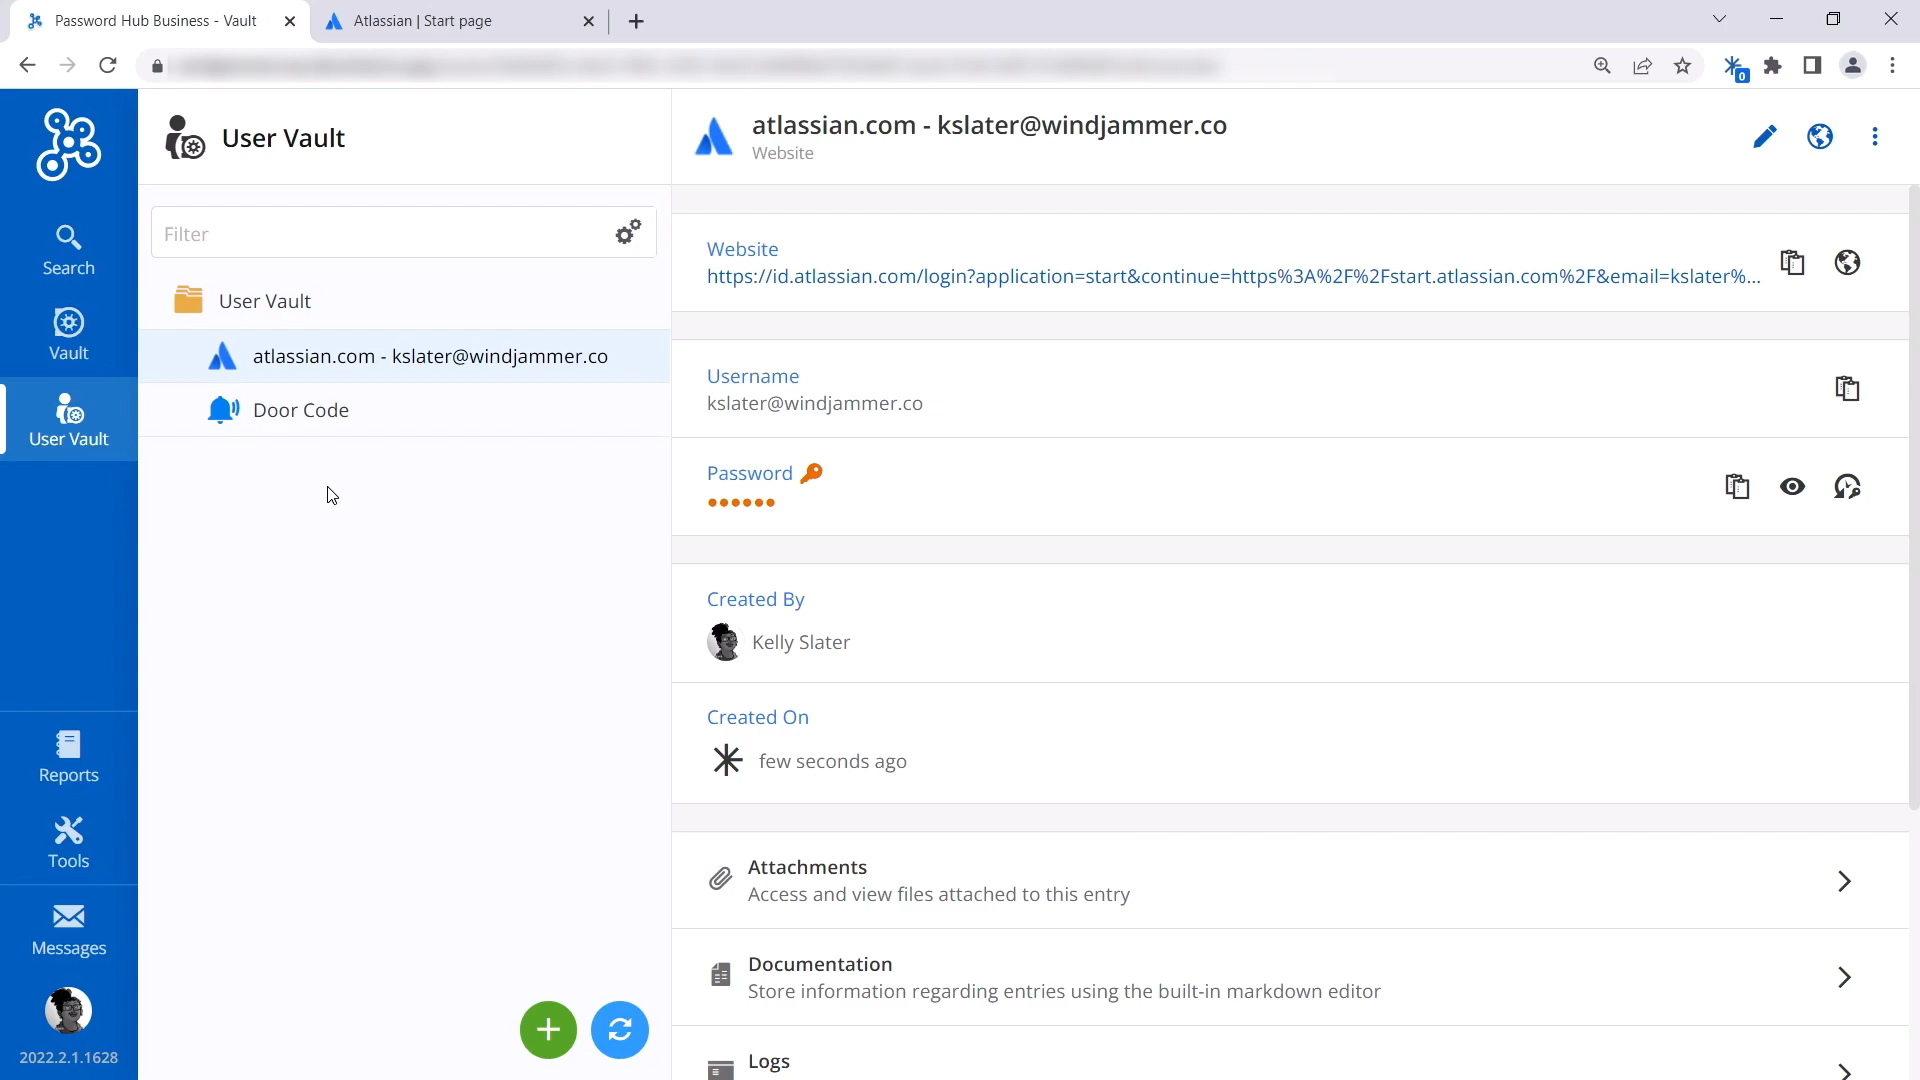 Password Hub Business - Vault
Atlassian | Start page
0
Search
Vault
User Vault
Reports
Tools
Messages
2022.2.1.1628
User Vault
Filter
User Vault
atlassian.com - kslater@windjammer.co
Door Code
atlassian.com - kslater@windjammer.co
Website
Website
https://id.atlassian.com/login?application=start&continue=https%3A%2F%2Fstart.atlassian.com%2F&email=kslater%...
Username
kslater@windjammer.co
Password
Created By
Kelly Slater
Created On
few seconds ago
Attachments
Access and view files attached to this entry
Documentation
Store information regarding entries using the built-in markdown editor
Logs